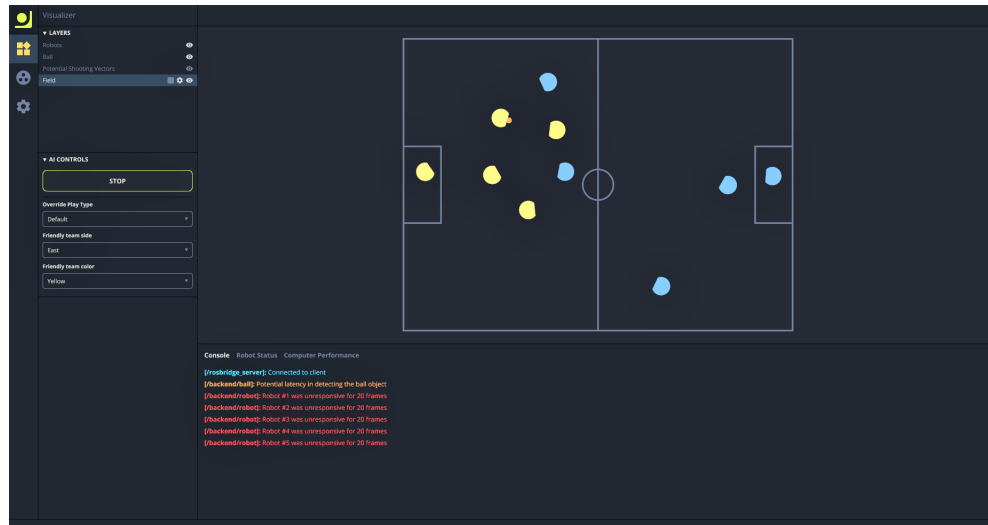 Visualizer
▼ LAYERS
Robots
Ball
Potential Shooting Vectors
Field
▼ AI CONTROLS
STOP
Override Play Type
Default
Friendly team side
East
Friendly team color
Yellow
Console Robot Status Computer Performance
[/rosbridge_server]: Connected to client
[/backend/ball]: Potential latency in detecting the ball object
[/backend/robot]: Robot #1 was unresponsive for 20 frames
[/backend/robot]: Robot #2 was unresponsive for 20 frames
[/backend/robot]: Robot #3 was unresponsive for 20 frames
[/backend/robot]: Robot #4 was unresponsive for 20 frames
[/backend/robot]: Robot #5 was unresponsive for 20 frames